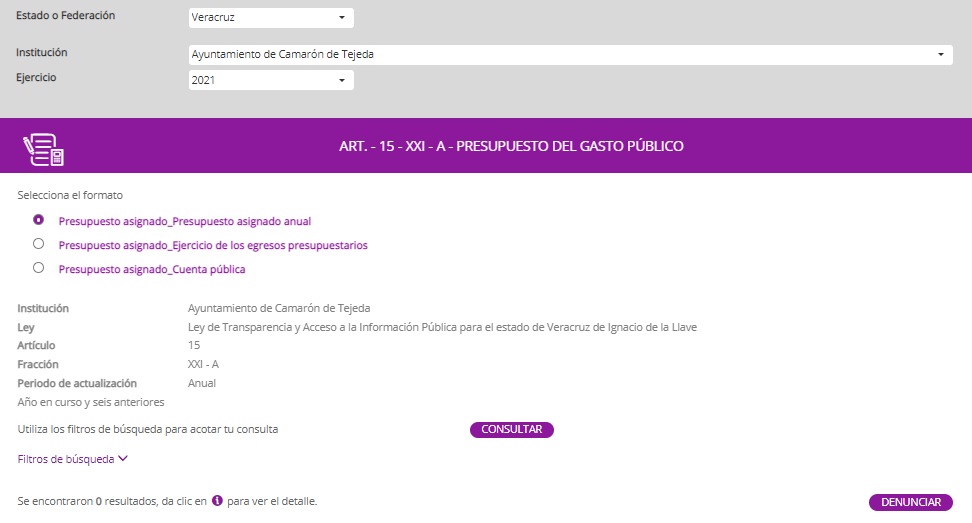 Estado o Federación Veracruz
Institución Ayuntamiento de Camarón de Tejeda
Ejercicio 2021
ART. - 15 - XXI - A - PRESUPUESTO DEL GASTO PÚBLICO
Selecciona el formato
Presupuesto asignado_Presupuesto asignado anual
Presupuesto asignado_Ejercicio de los egresos presupuestarios
Presupuesto asignado_Cuenta pública
Institución Ayuntamiento de Camarón de Tejeda
Ley Ley de Transparencia y Acceso a la Información Pública para el estado de Veracruz de Ignacio de la Llave
Artículo 15
Fracción XXI - A
Periodo de actualización Anual
Año en curso y seis anteriores
Utiliza los filtros de búsqueda para acotar tu consulta CONSULTAR
Filtros de búsqueda
Se encontraron 0 resultados, da clic en i para ver el detalle. DENUNCIAR